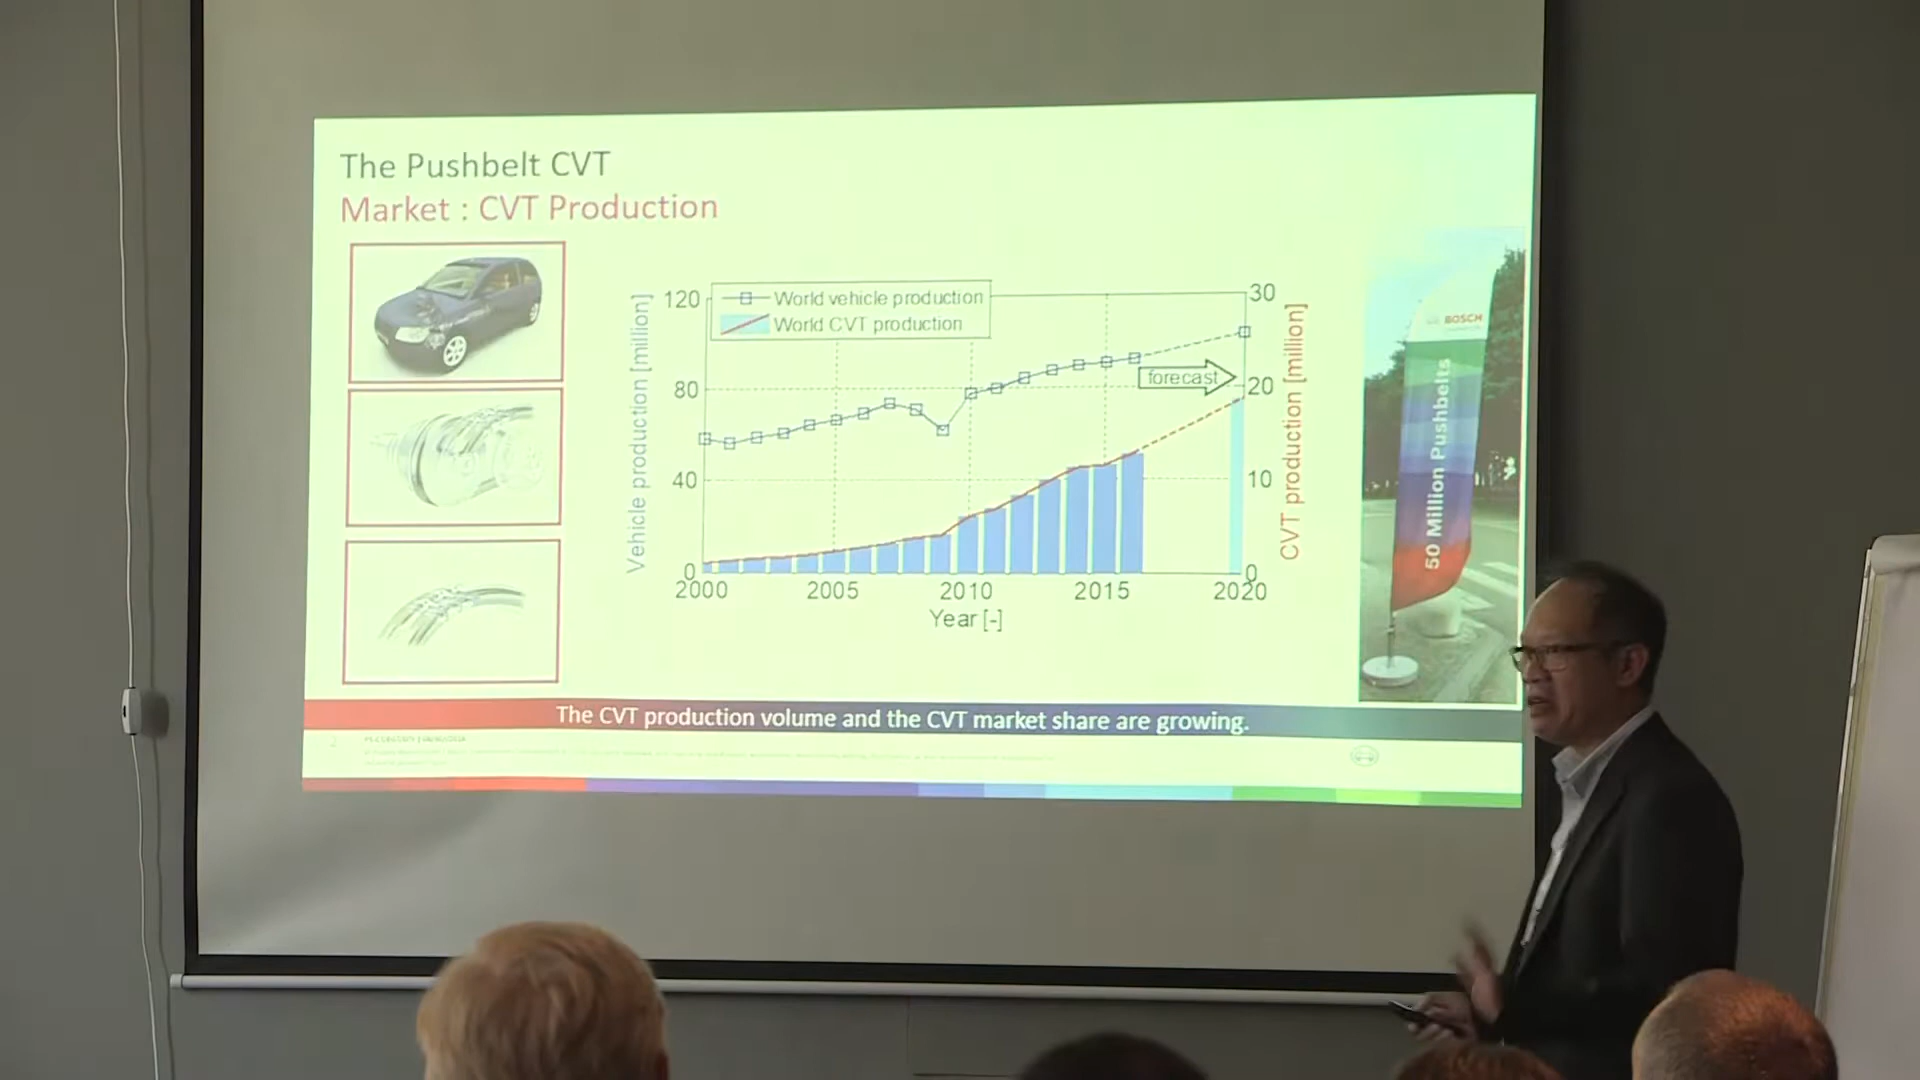 The Pushbelt CVT
Market : CVT Production
Vehicle production [million]
120
80
40
0
World vehicle production
World CVT production
forecast
30
20
10
0
CVT production [million]
2000
2005
2010
2015
2020
Year [-]
BOSCH
50 Million Pushbelts
The CVT production volume and the CVT market share are growing.
2